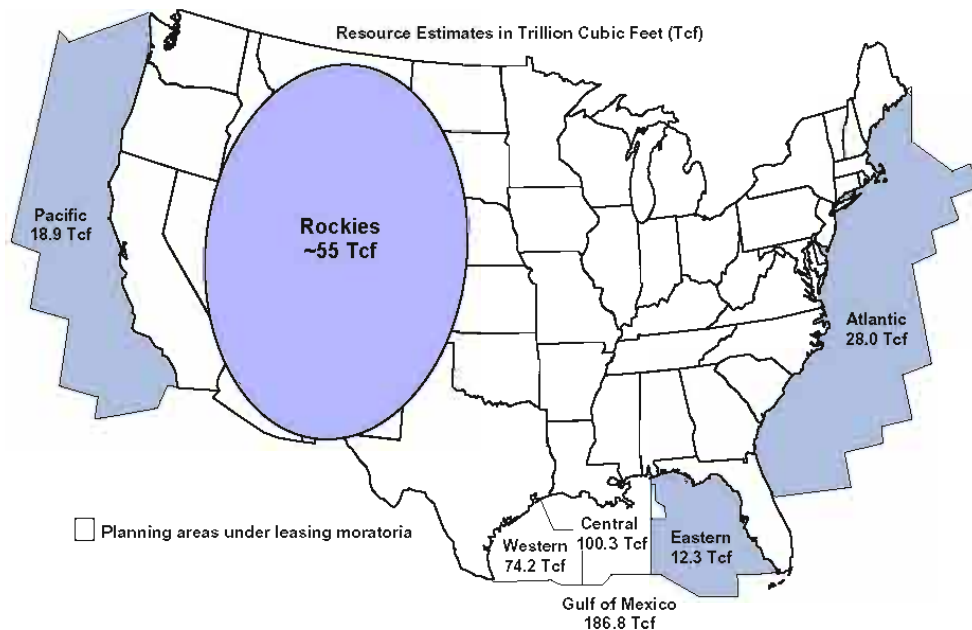 Resource Estimates in Trillion Cubic Feet (Tcf)
Pacific
18.9 Tcf
Rockies
~55 Tcf
Atlantic
28.0 Tcf
Planning areas under leasing moratoria
Central
100.3 Tcf
Western
74.2 Tcf
Eastern
12.3 Tcf
Gulf of Mexico
186.8 Tcf